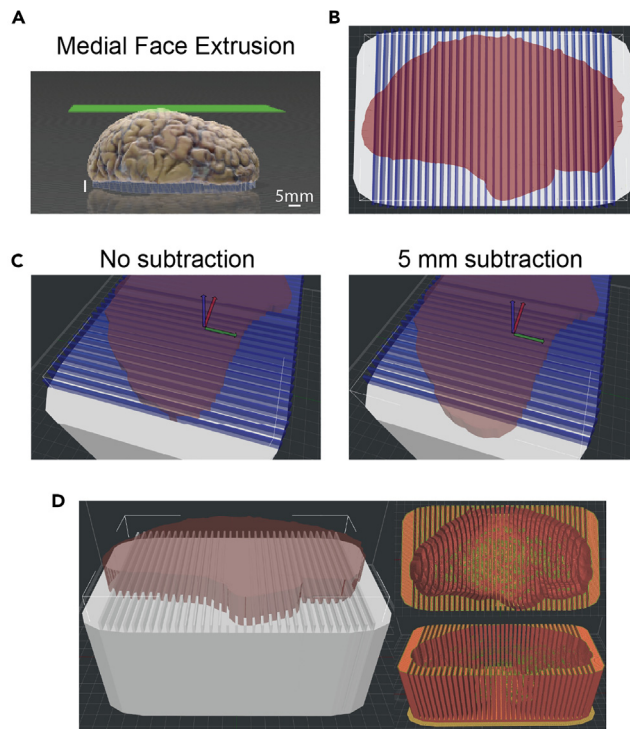 A
Medial Face Extrusion
5mm
B
C
No subtraction
5 mm subtraction
D